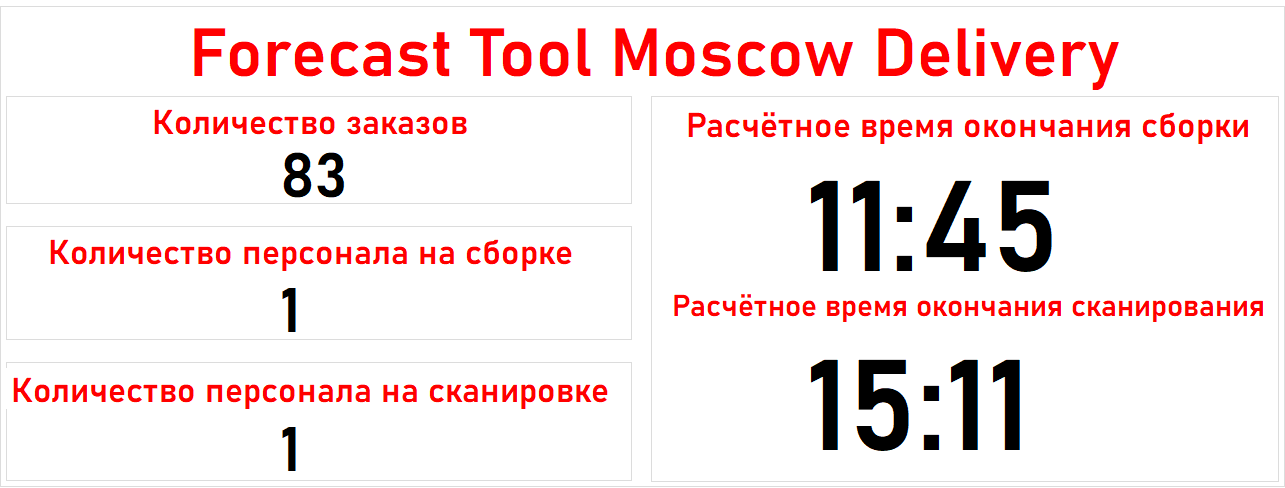 Forecast Tool Moscow Delivery
Количество заказов
83
Количество персонала на сборке
1
Количество персонала на сканировке
1
Расчётное время окончания сборки
11:45
Расчётное время окончания сканирования
15:11